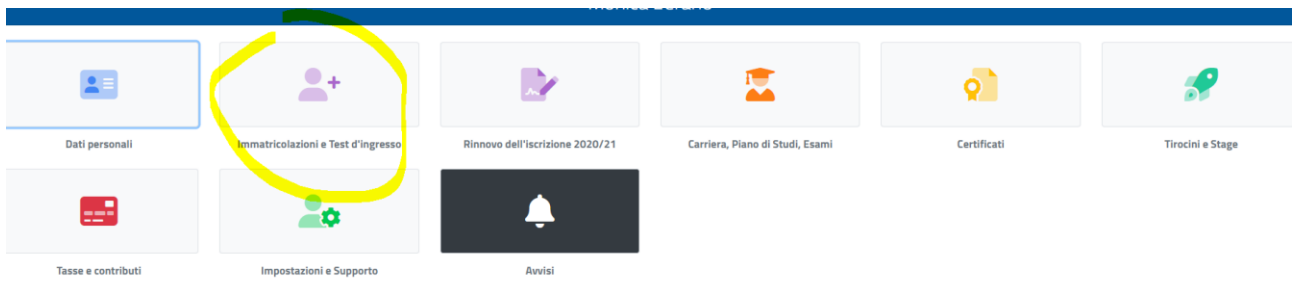 Dati personali
Immatricolazioni e Test d'ingresso
Rinnovo dell'iscrizione 2020/21
Carriera, Piano di Studi, Esami
Certificati
Tirocini e Stage
Tasse e contributi
Impostazioni e Supporto
Avvisi